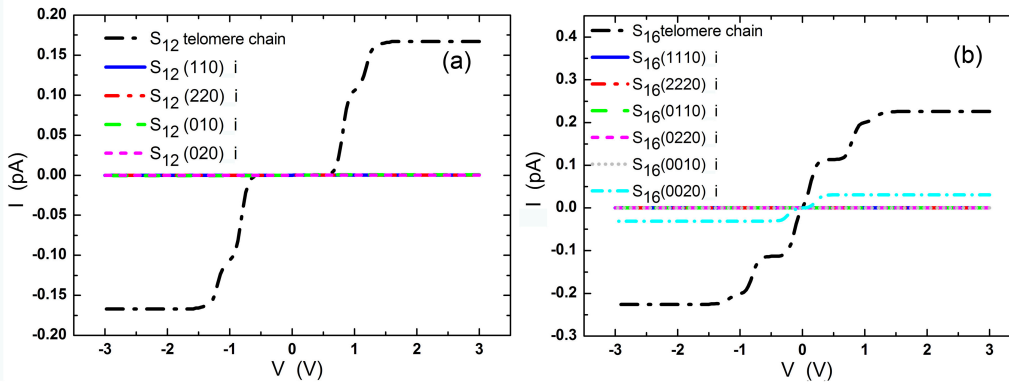 0.20
0.15
0.10
0.05
0.00
-0.05
-0.10
-0.15
-0.20
I (pA)
S12 telomere chain
S12 (110) i
S12 (220) i
S12 (010) i
S12 (020) i
(a)
-3 -2 -1 0 1 2 3
V (V)
0.4
0.3
0.2
0.1
0.0
-0.1
-0.2
-0.3
I (pA)
S16 telomere chain
S16(1110) i
S16(2220) i
S16(0110) i
S16(0220) i
S16(0010) i
S16(0020) i
(b)
-3 -2 -1 0 1 2 3
V (V)